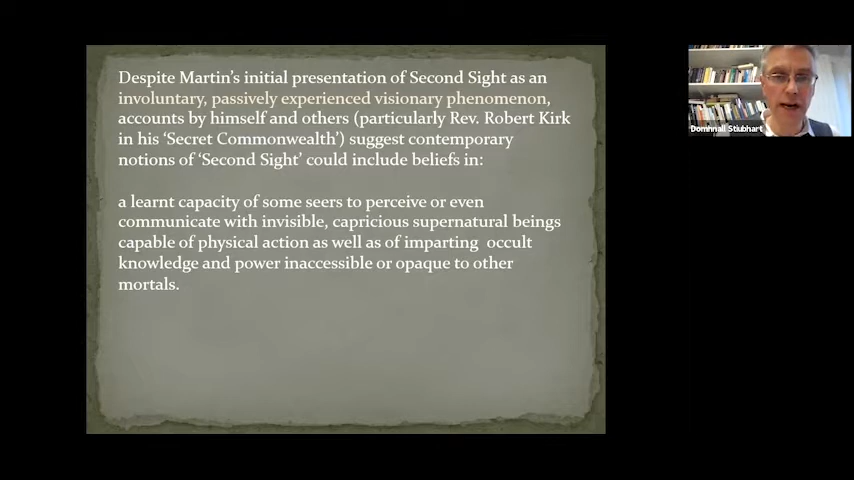 Despite Martin's initial presentation of Second Sight as an
involuntary, passively experienced visionary phenomenon,
accounts by himself and others (particularly Rev. Robert Kirk
in his 'Secret Commonwealth') suggest contemporary
notions of 'Second Sight' could include beliefs in:
a learnt capacity of some seers to perceive or even
communicate with invisible, capricious supernatural beings
capable of physical action as well as of imparting occult
knowledge and power inaccessible or opaque to other
mortals.
Domhnall Stiubhart